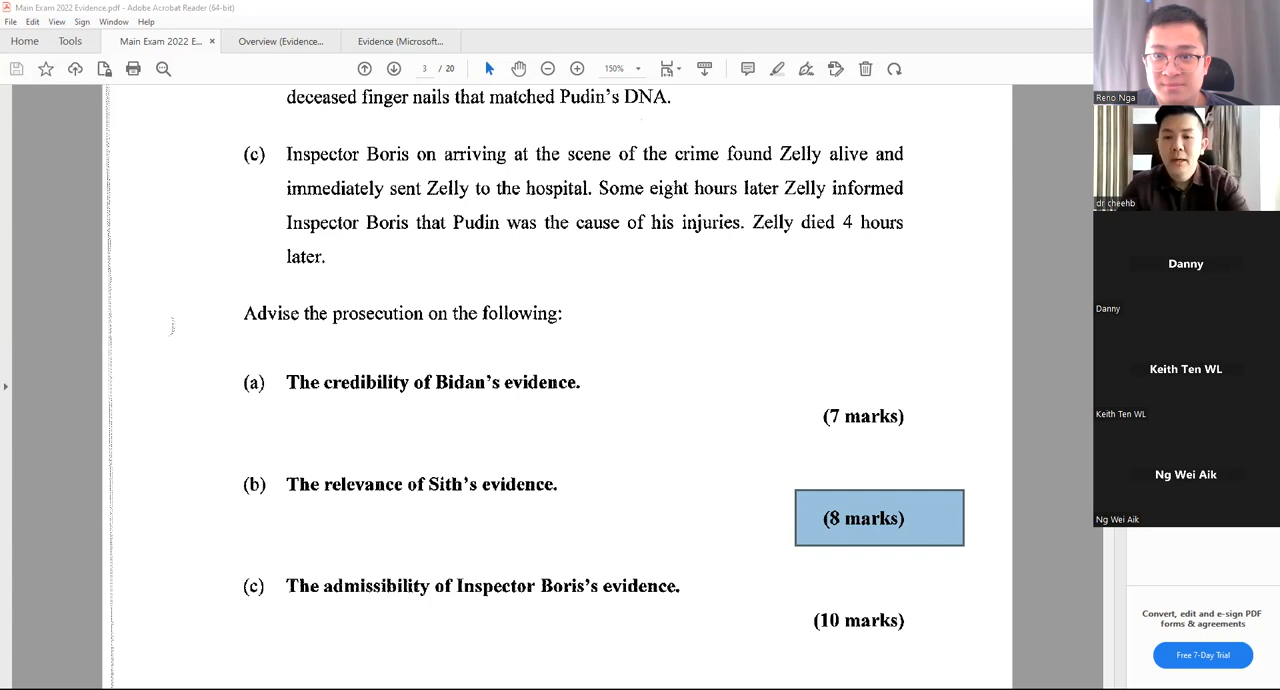 Main Exam 2022 Evidence.pdf - Adobe Acrobat Reader (64-bit)
File Edit View Sign Window Help
Home Tools Main Exam 2022 E... × Overview (Evidence... Evidence (Microsoft...
3 / 20 150%
deceased finger nails that matched Pudin's DNA.
(c) Inspector Boris on arriving at the scene of the crime found Zelly alive and
immediately sent Zelly to the hospital. Some eight hours later Zelly informed
Inspector Boris that Pudin was the cause of his injuries. Zelly died 4 hours
later.
Advise the prosecution on the following:
(a) The credibility of Bidan's evidence.
(7 marks)
(b) The relevance of Sith's evidence.
(8 marks)
(c) The admissibility of Inspector Boris's evidence.
(10 marks)
Reno Nga
dr cheehb
Danny
Danny
Keith Ten WL
Keith Ten WL
Ng Wei Aik
Ng Wei Aik
Convert, edit and e-sign PDF
forms & agreements
Free 7-Day Trial